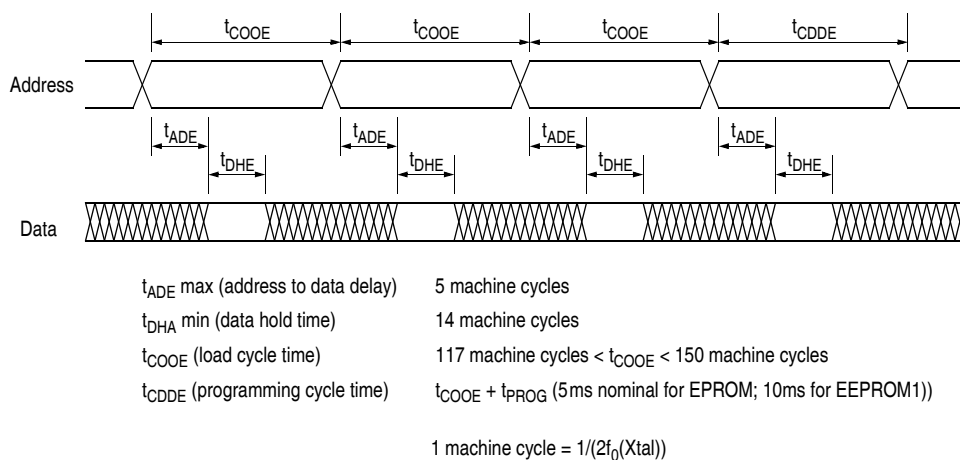 tCOOE tCOOE tCOOE tCDDE
Address
tADE tADE tADE tADE
tDHE tDHE tDHE tDHE
Data
tADE max (address to data delay) 5 machine cycles
tDHA min (data hold time) 14 machine cycles
tCOOE (load cycle time) 117 machine cycles < tCOOE < 150 machine cycles
tCDDE (programming cycle time) tCOOE + tPROG (5ms nominal for EPROM; 10ms for EEPROM1))
1 machine cycle = 1/(2f0(Xtal))